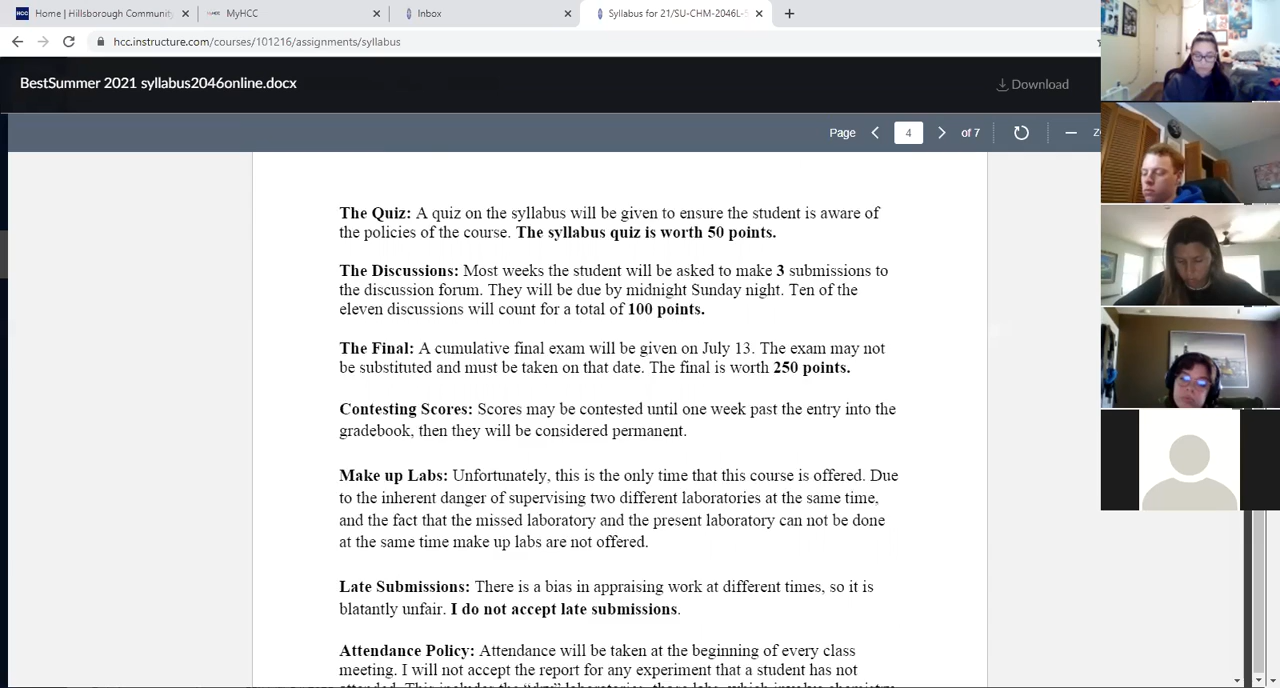 Home | Hillsborough Community
MyHCC
Inbox
Syllabus for 21/SU-CHM-2046L-
hcc.instructure.com/courses/101216/assignments/syllabus
BestSummer 2021 syllabus2046online.docx
Download
Page 4 of 7
The Quiz: A quiz on the syllabus will be given to ensure the student is aware of
the policies of the course. The syllabus quiz is worth 50 points.
The Discussions: Most weeks the student will be asked to make 3 submissions to
the discussion forum. They will be due by midnight Sunday night. Ten of the
eleven discussions will count for a total of 100 points.
The Final: A cumulative final exam will be given on July 13. The exam may not
be substituted and must be taken on that date. The final is worth 250 points.
Contesting Scores: Scores may be contested until one week past the entry into the
gradebook, then they will be considered permanent.
Make up Labs: Unfortunately, this is the only time that this course is offered. Due
to the inherent danger of supervising two different laboratories at the same time,
and the fact that the missed laboratory and the present laboratory can not be done
at the same time make up labs are not offered.
Late Submissions: There is a bias in appraising work at different times, so it is
blatantly unfair. I do not accept late submissions.
Attendance Policy: Attendance will be taken at the beginning of every class
meeting. I will not accept the report for any experiment that a student has not